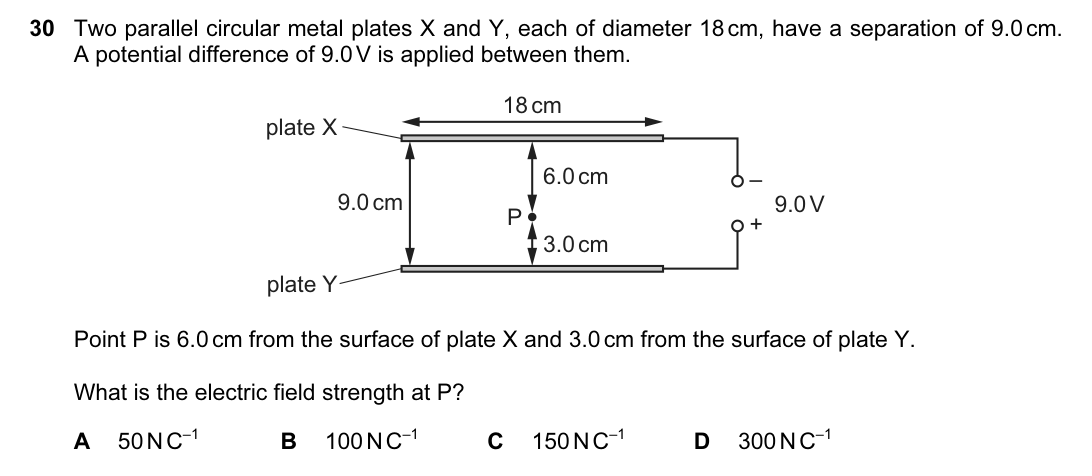 30 Two parallel circular metal plates X and Y, each of diameter 18 cm, have a separation of 9.0 cm.
A potential difference of 9.0 V is applied between them.
18 cm
plate X
6.0 cm
–
9.0 cm
9.0 V
P
+
3.0 cm
plate Y
Point P is 6.0 cm from the surface of plate X and 3.0 cm from the surface of plate Y.
What is the electric field strength at P?
A 50 N C⁻¹ B 100 N C⁻¹ C 150 N C⁻¹ D 300 N C⁻¹